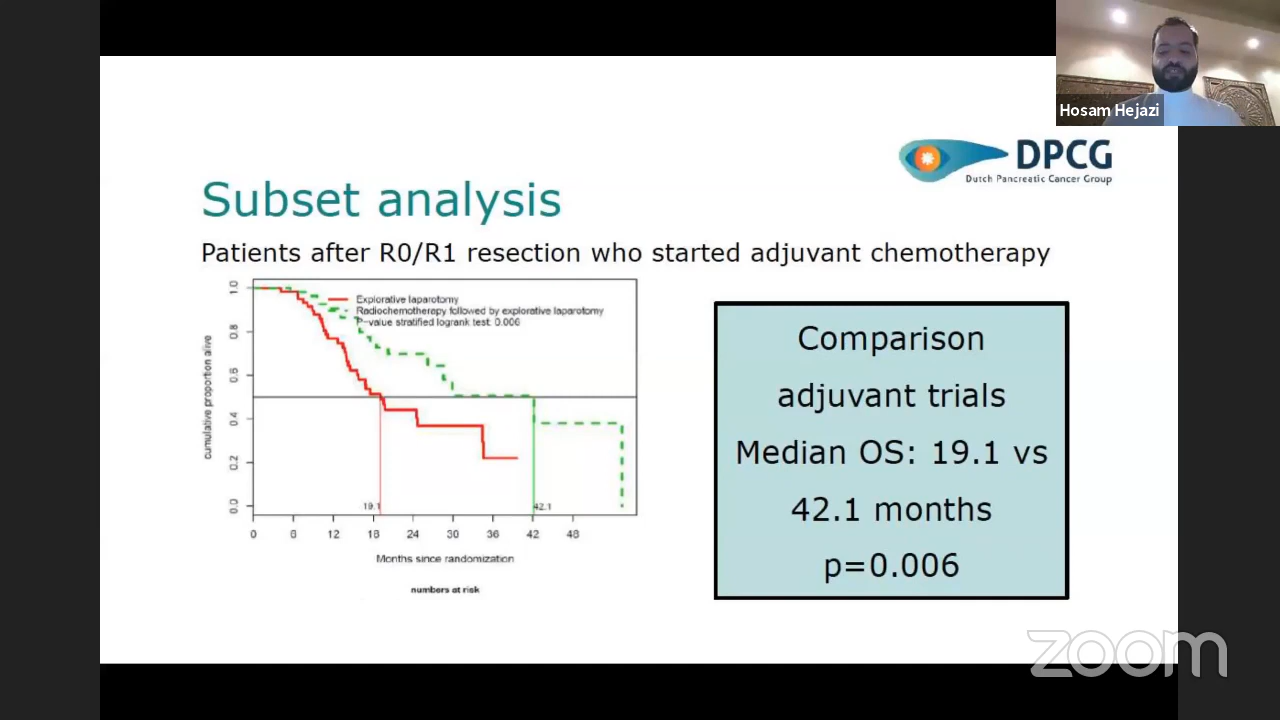 Hosam Hejazi
DPCG
Dutch Pancreatic Cancer Group
Subset analysis
Patients after R0/R1 resection who started adjuvant chemotherapy
Explorative laparotomy
Radiochemotherapy followed by explorative laparotomy
P-value stratified logrank test: 0.006
cumulative proportion alive
1.0
0.8
0.6
0.4
0.2
0.0
19.1
42.1
0 6 12 18 24 30 36 42 48
Months since randomization
numbers at risk
Comparison
adjuvant trials
Median OS: 19.1 vs
42.1 months
p=0.006
zoom